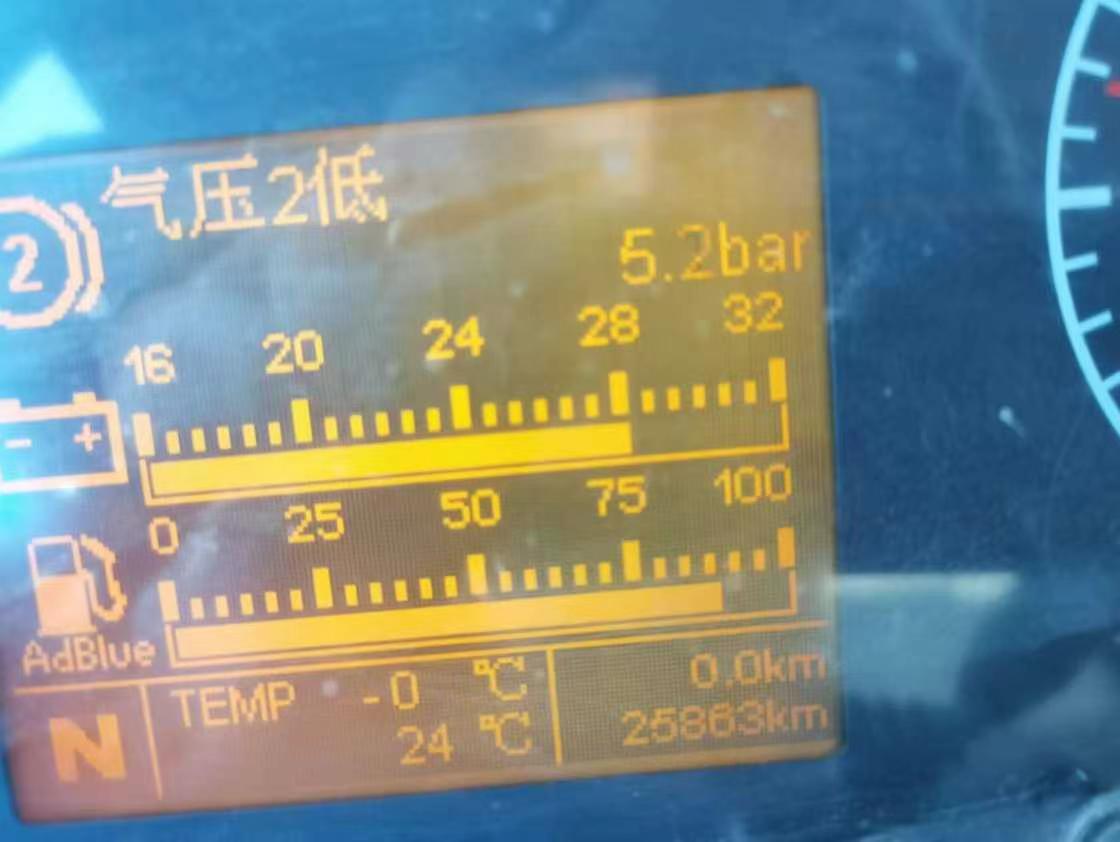 气压2低
2
5.2bar
16 20 24 28 32
- +
0 25 50 75 100
AdBlue
N
TEMP -0 ℃
24 ℃
0.0km
25863km